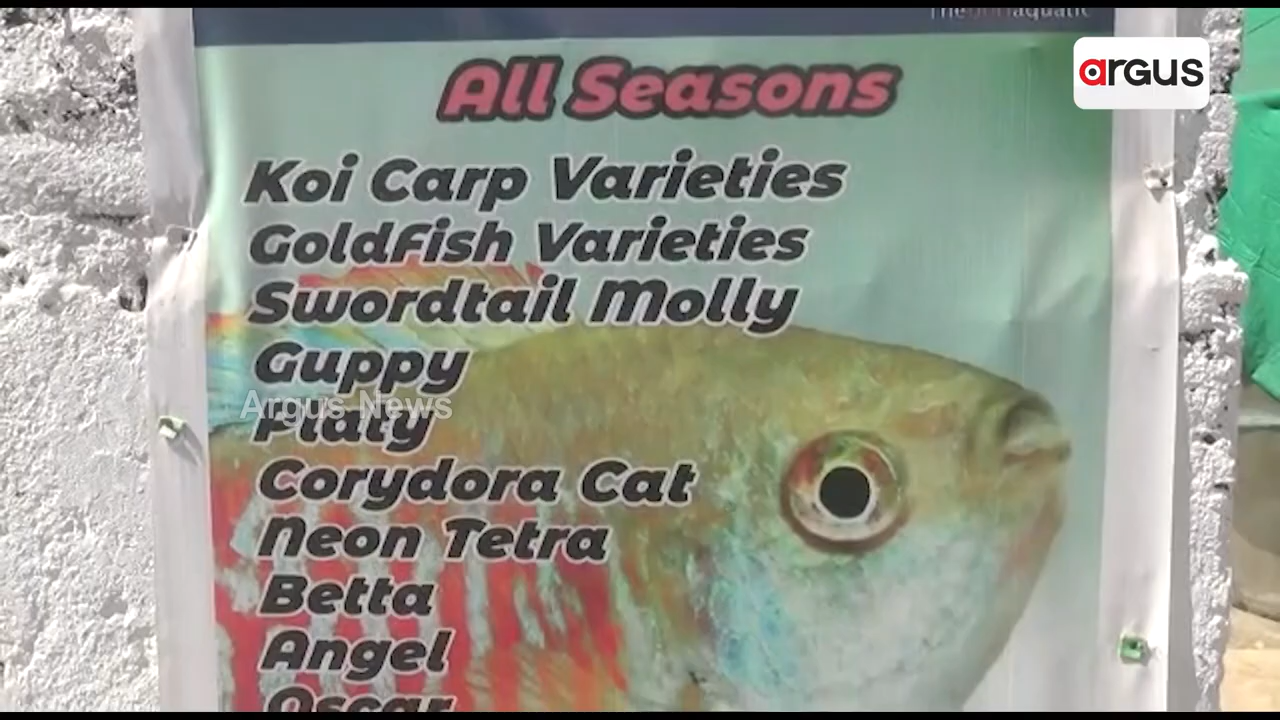 argus
All Seasons
Koi Carp Varieties
GoldFish Varieties
Swordtail Molly
Guppy
Argus News
Platy
Corydora Cat
Neon Tetra
Betta
Angel
Oscar